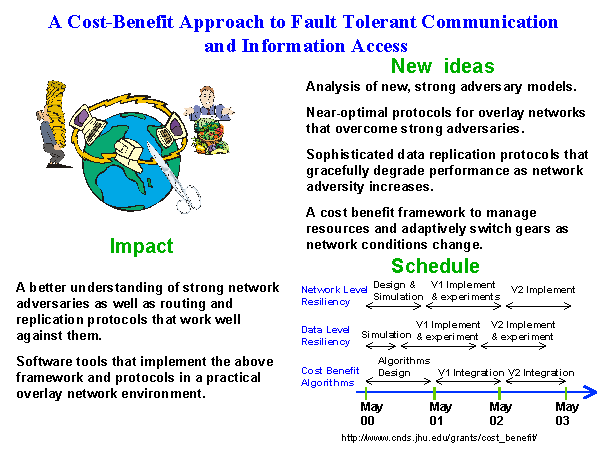 A Cost-Benefit Approach to Fault Tolerant Communication
and Information Access
New ideas
Analysis of new, strong adversary models.
Near-optimal protocols for overlay networks
that overcome strong adversaries.
Sophisticated data replication protocols that
gracefully degrade performance as network
adversity increases.
A cost benefit framework to manage
resources and adaptively switch gears as
network conditions change.
Impact
A better understanding of strong network
adversaries as well as routing and
replication protocols that work well
against them.
Software tools that implement the above
framework and protocols in a practical
overlay network environment.
Schedule
Network Level
Resiliency
Design &
Simulation
V1 Implement
& experiments
V2 Implement
Data Level
Resiliency
Simulation
V1 Implement
& experiment
V2 Implement
& experiment
Cost Benefit
Algorithms
Algorithms
Design
V1 Integration
V2 Integration
May
00
May
01
May
02
May
03
http://www.cnds.jhu.edu/grants/cost_benefit/